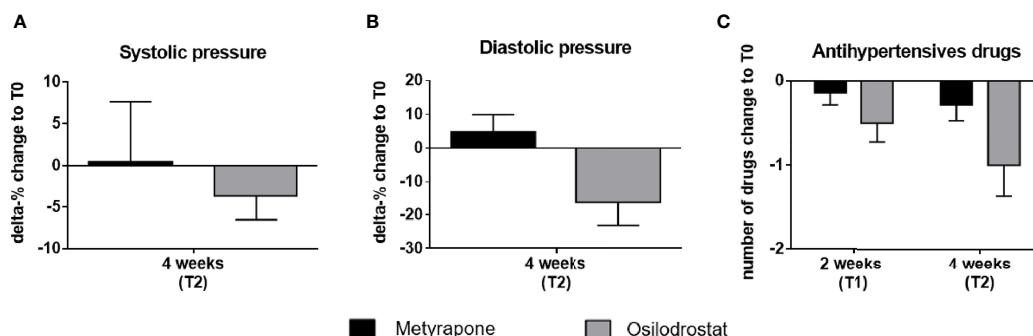 A
Systolic pressure
delta-% change to T0
10
5
0
-5
-10
4 weeks
(T2)
B
Diastolic pressure
delta-% change to T0
20
10
0
-10
-20
-30
4 weeks
(T2)
C
Antihypertensives drugs
number of drugs change to T0
0
-1
-2
2 weeks
(T1)
4 weeks
(T2)
Metyrapone
Osilodrostat